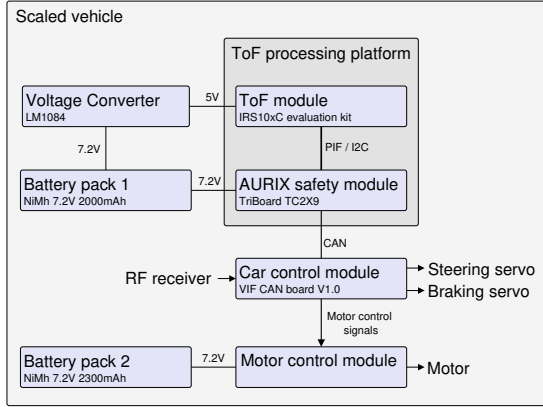 Scaled vehicle
ToF processing platform
Voltage Converter
LM1084
5V
ToF module
IRS10xC evaluation kit
7.2V
PIF / I2C
Battery pack 1
NiMh 7.2V 2000mAh
7.2V
AURIX safety module
TriBoard TC2X9
CAN
RF receiver
Car control module
VIF CAN board V1.0
Steering servo
Braking servo
Motor control
signals
Battery pack 2
NiMh 7.2V 2300mAh
7.2V
Motor control module
Motor